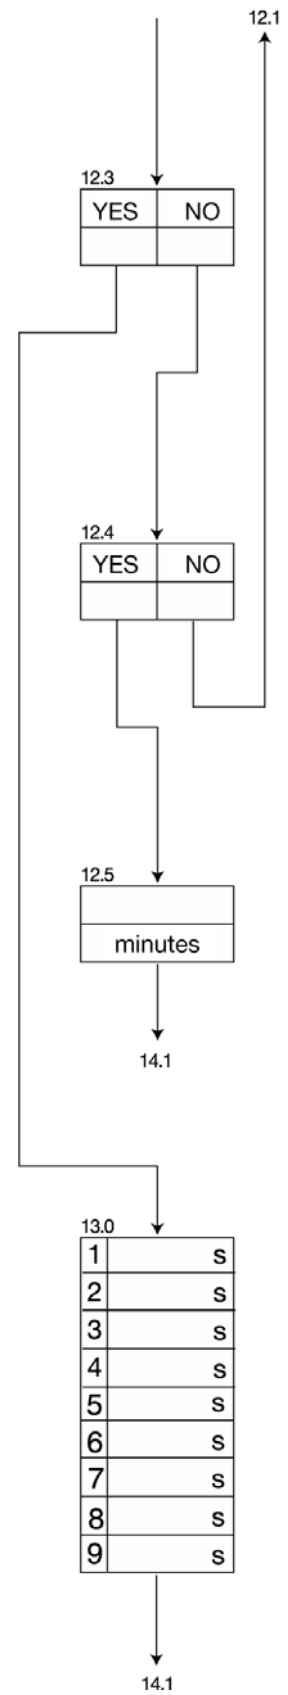 12.1
12.3
YES NO
12.4
YES NO
12.5
minutes
14.1
13.0
1 s
2 s
3 s
4 s
5 s
6 s
7 s
8 s
9 s
14.1